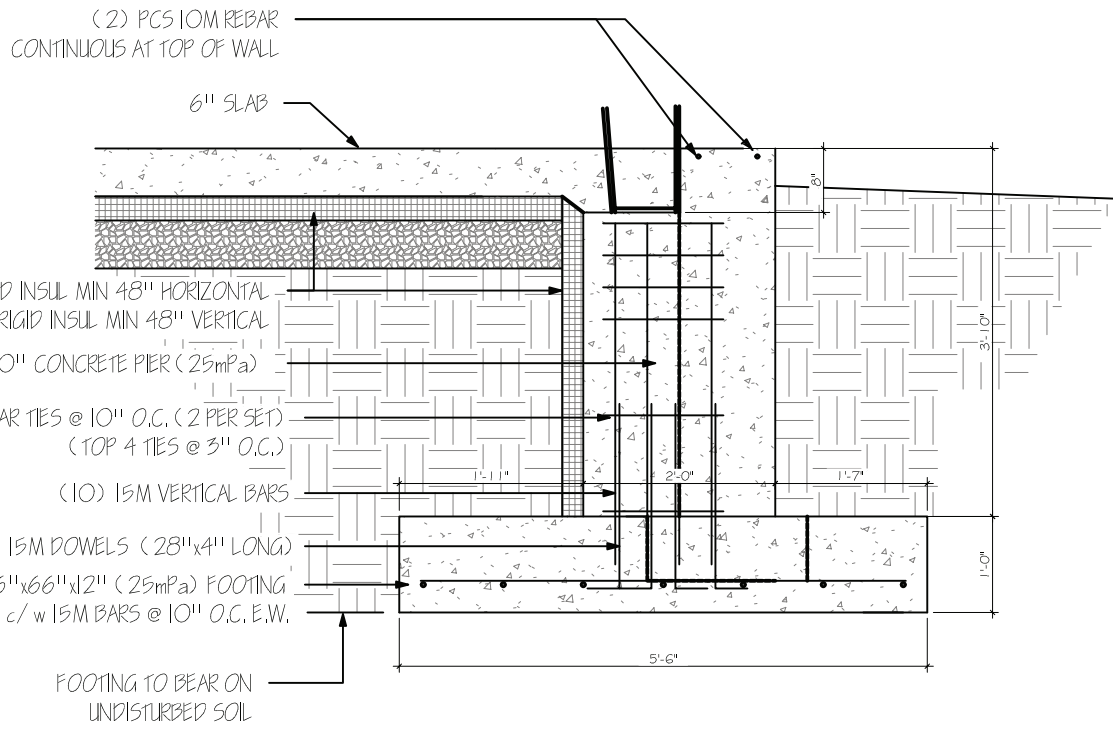 (2) PCS 10M REBAR
CONTINUOUS AT TOP OF WALL
6" SLAB
8"
INSUL MIN 48" HORIZONTAL
RIGID INSUL MIN 48" VERTICAL
3'-10"
CONCRETE PIER (25mPa)
TIES @ 10" O.C. (2 PER SET)
(TOP 4 TIES @ 3" O.C.)
1'-11"
2'-0"
1'-7"
(10) 15M VERTICAL BARS
15M DOWELS (28"x4" LONG)
1'-0"
x66"x12" (25mPa) FOOTING
c/w 15M BARS @ 10" O.C. E.W.
5'-6"
FOOTING TO BEAR ON
UNDISTURBED SOIL